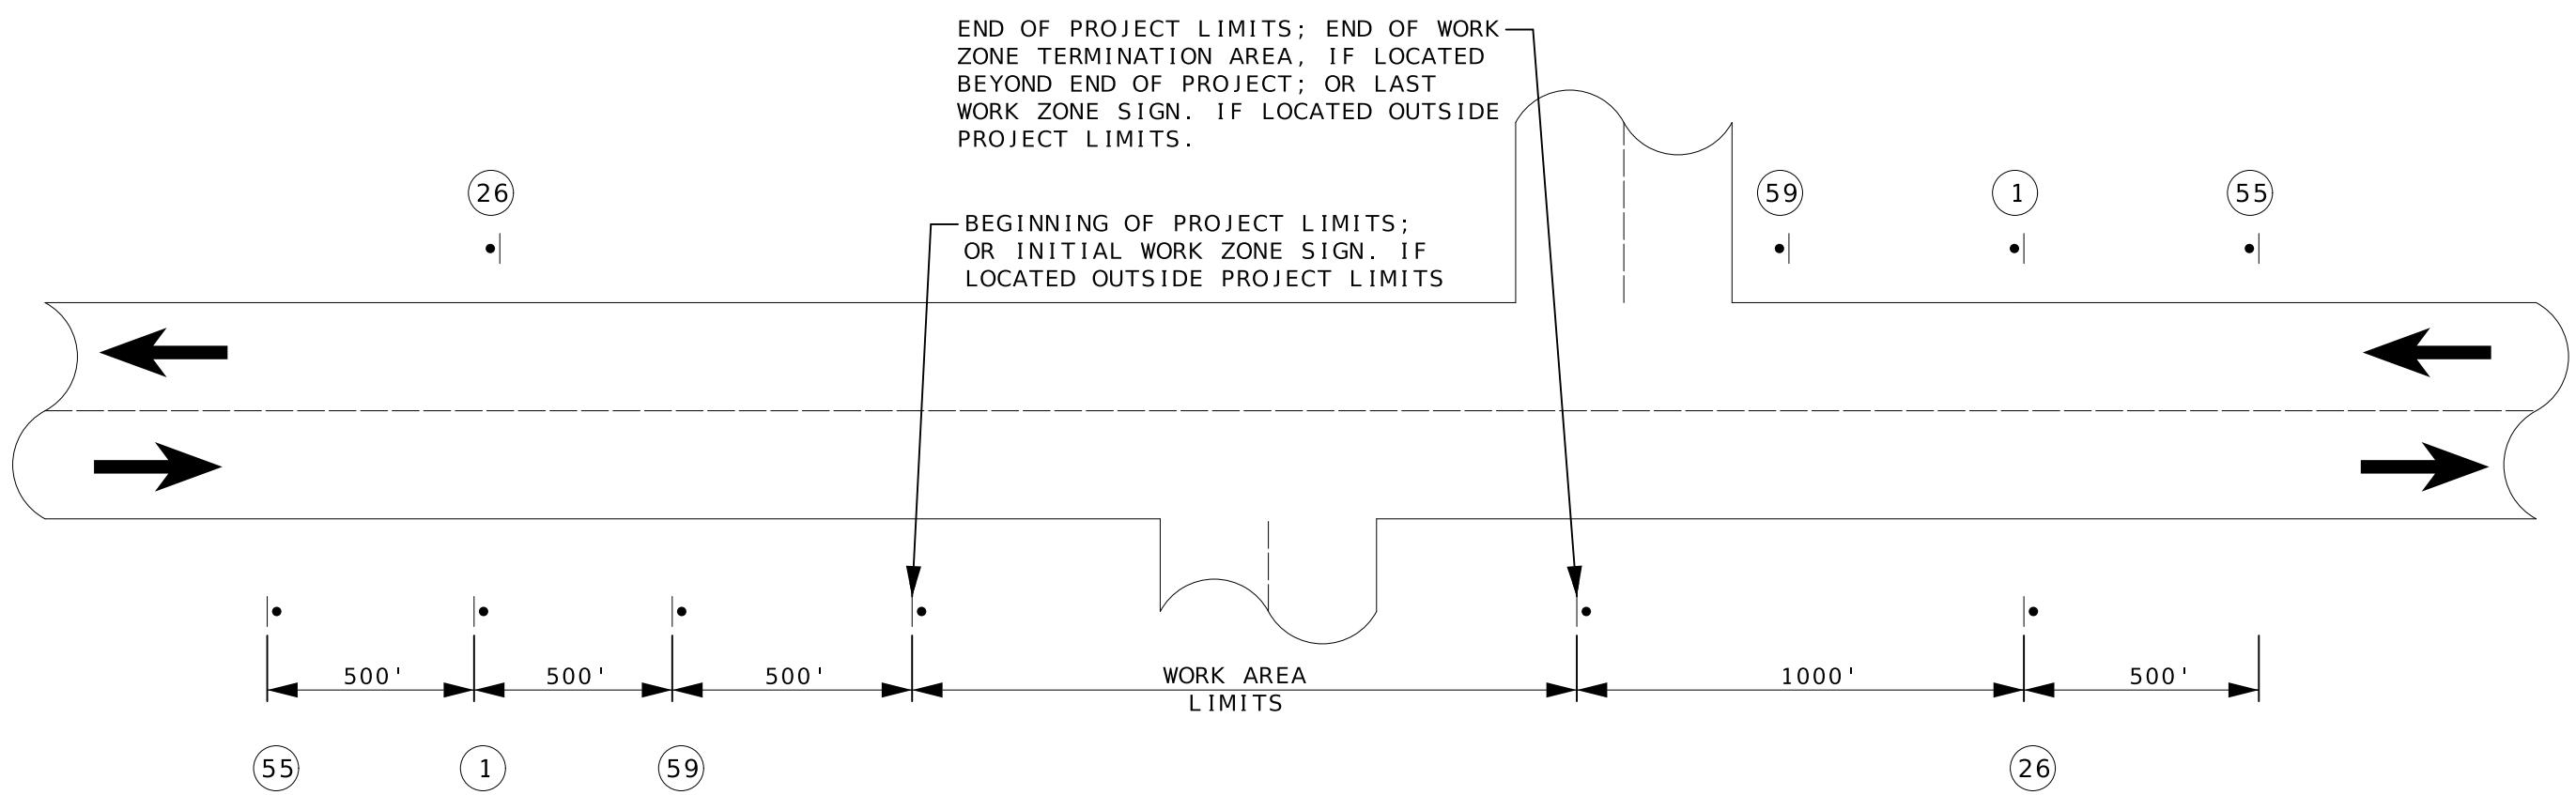 END OF PROJECT LIMITS; END OF WORK
ZONE TERMINATION AREA, IF LOCATED
BEYOND END OF PROJECT; OR LAST
WORK ZONE SIGN. IF LOCATED OUTSIDE
PROJECT LIMITS.
26
59
1
55
BEGINNING OF PROJECT LIMITS;
OR INITIAL WORK ZONE SIGN. IF
LOCATED OUTSIDE PROJECT LIMITS
500'
500'
500'
WORK AREA
LIMITS
1000'
500'
55
1
59
26